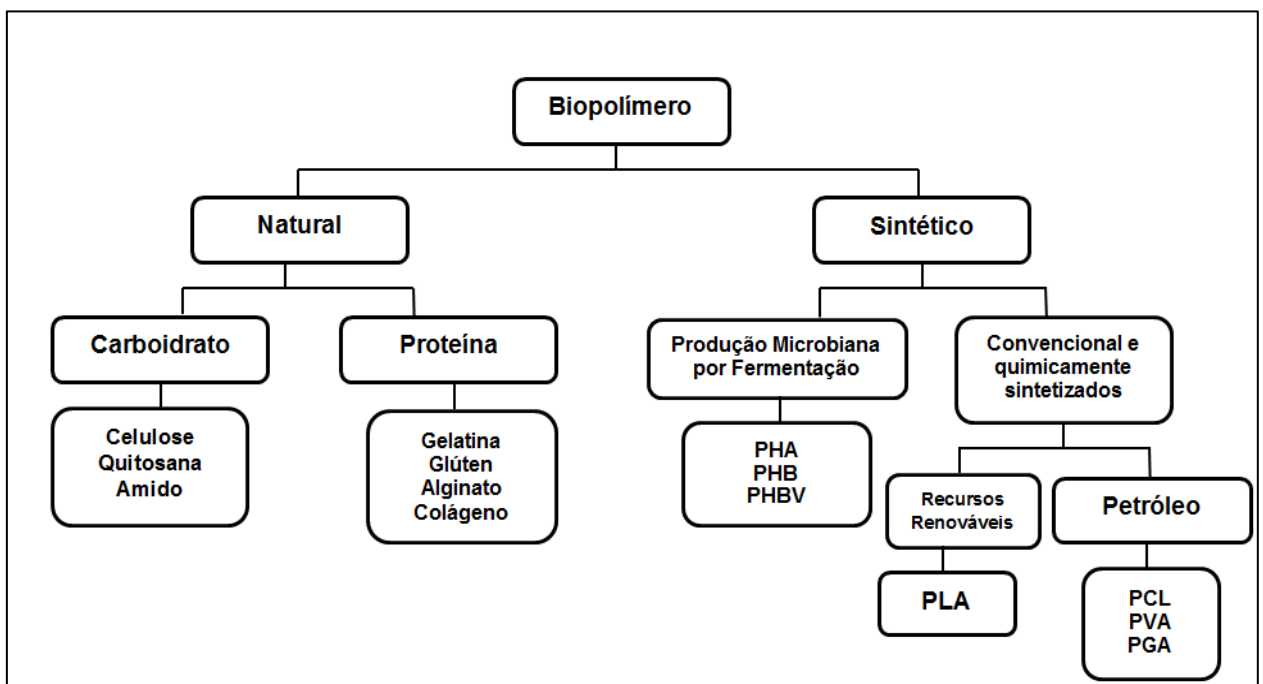 Biopolímero
Natural
Sintético
Carboidrato
Proteína
Produção Microbiana
por Fermentação
Convencional e
quimicamente
sintetizados
Celulose
Quitosana
Amido
Gelatina
Glúten
Alginato
Colágeno
PHA
PHB
PHBV
Recursos
Renováveis
Petróleo
PLA
PCL
PVA
PGA